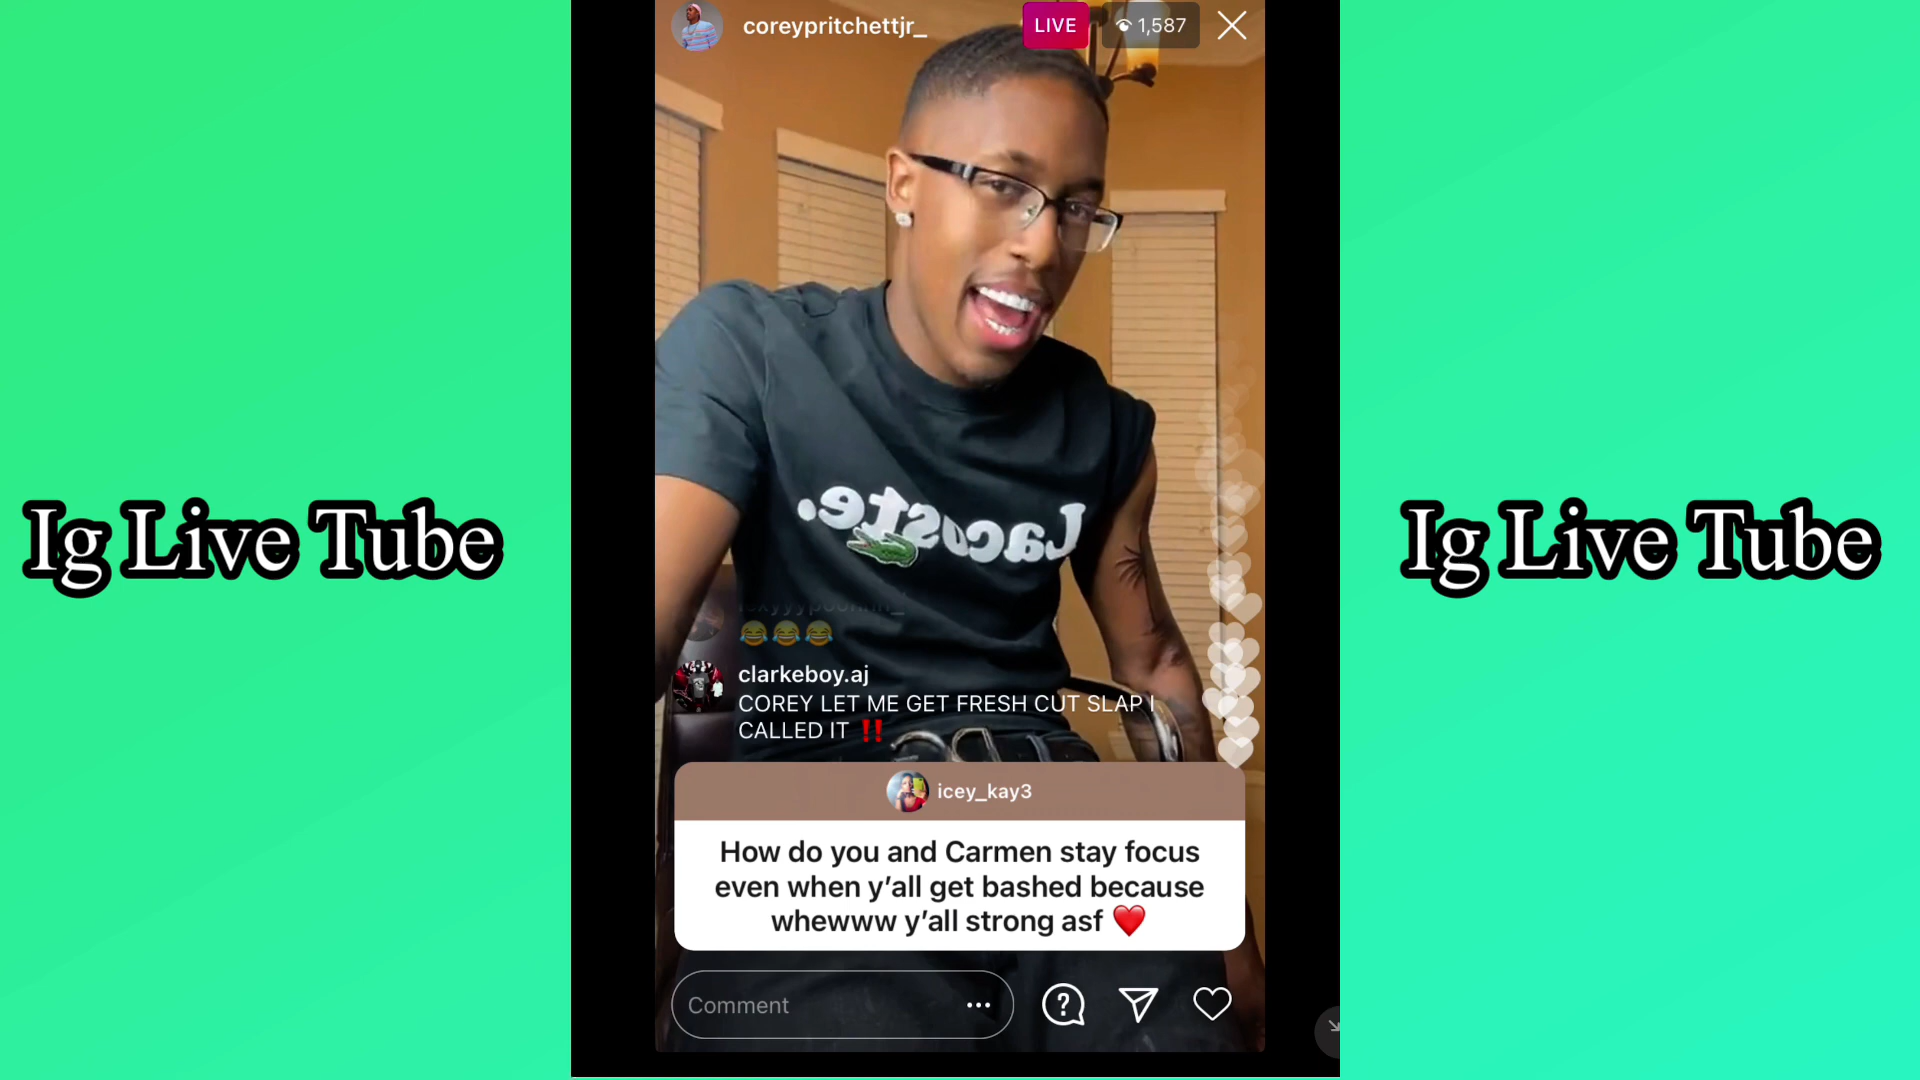 coreypritchettjr_
LIVE
1,587
Lacoste.
😂😂😂
clarkeboy.aj
COREY LET ME GET FRESH CUT SLAP I
CALLED IT ‼️
icey_kay3
How do you and Carmen stay focus
even when y'all get bashed because
whewww y'all strong asf ❤️
Comment
Ig Live Tube
Ig Live Tube